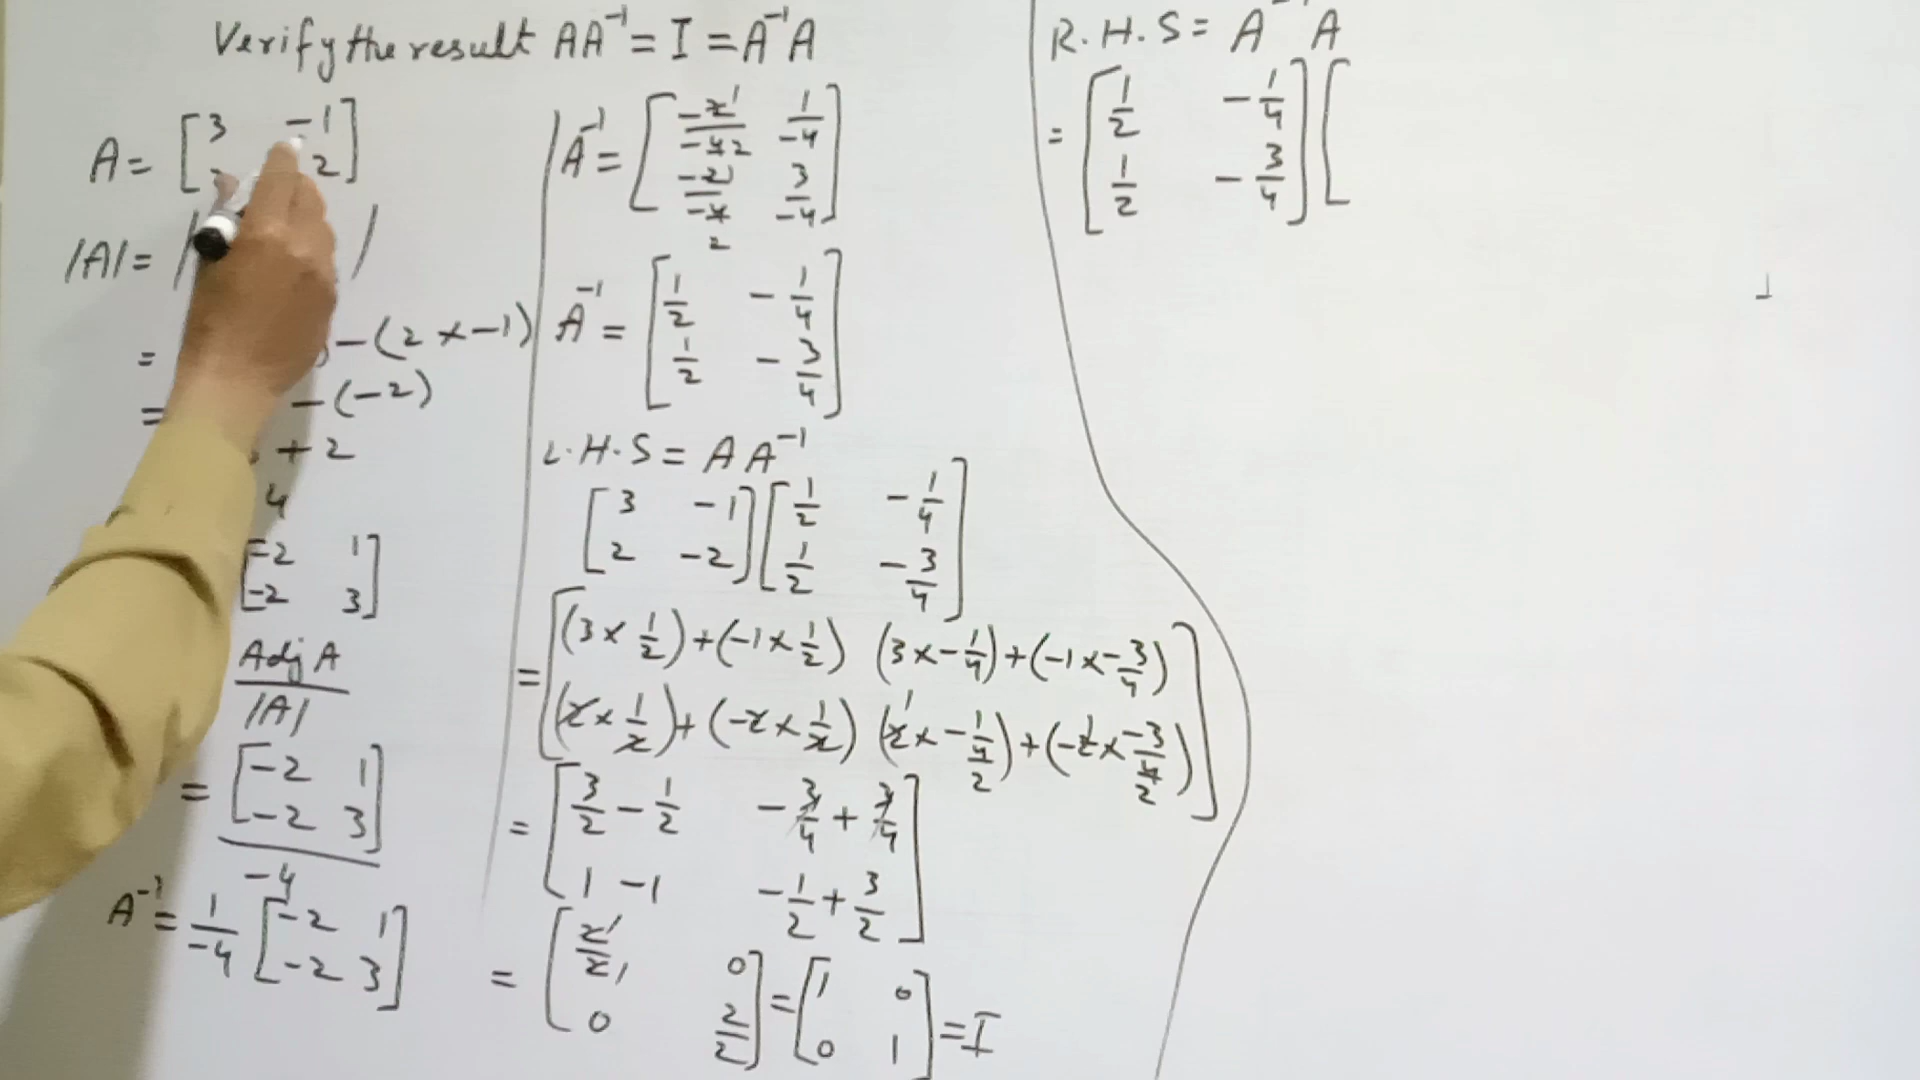 Verify the result AA⁻¹ = I = A⁻¹A
A = [3 -1
2]
|A| = | |
= - (2 × -1)
= - (-2)
+ 2
4
[-2 1
-2 3]
Adj A
|A|
= [-2 1
-2 3]
-4
A⁻¹ = 1/-4 [-2 1
-2 3]
A⁻¹ = [-2/-4 1/-4
-2/-4 3/-4]
A⁻¹ = [1/2 -1/4
1/2 -3/4]
L.H.S = A A⁻¹
[3 -1
2 -2] [1/2 -1/4
1/2 -3/4]
= [(3 × 1/2) + (-1 × 1/2) (3 × -1/4) + (-1 × -3/4)
(2 × 1/2) + (-2 × 1/2) (2 × -1/4) + (-2 × -3/4)]
= [3/2 - 1/2 -3/4 + 3/4
1 - 1 -1/2 + 3/2]
= [2/2 0
0 2/2] = [1 0
0 1] = I
R.H.S = A⁻¹ A
= [1/2 -1/4
1/2 -3/4] [